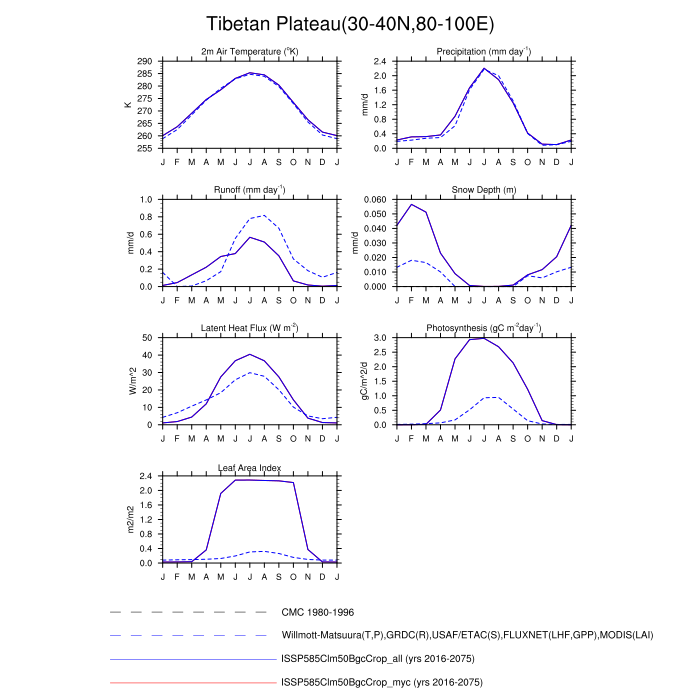 Tibetan Plateau(30-40N,80-100E)
2m Air Temperature (°K)
Precipitation (mm day⁻¹)
290
285
280
275
270
265
260
255
K
J F M A M J J A S O N D J
2.4
2.0
1.6
1.2
0.8
0.4
0.0
mm/d
J F M A M J J A S O N D J
Runoff (mm day⁻¹)
Snow Depth (m)
1.0
0.8
0.6
0.4
0.2
0.0
mm/d
J F M A M J J A S O N D J
0.060
0.050
0.040
0.030
0.020
0.010
0.000
mm/d
J F M A M J J A S O N D J
Latent Heat Flux (W m⁻²)
Photosynthesis (gC m⁻²day⁻¹)
50
40
30
20
10
0
W/m^2
J F M A M J J A S O N D J
3.0
2.5
2.0
1.5
1.0
0.5
0.0
gC/m^2/d
J F M A M J J A S O N D J
Leaf Area Index
2.4
2.0
1.6
1.2
0.8
0.4
0.0
m2/m2
J F M A M J J A S O N D J
CMC 1980-1996
Willmott-Matsuura(T,P),GRDC(R),USAF/ETAC(S),FLUXNET(LHF,GPP),MODIS(LAI)
ISSP585Clm50BgcCrop_all (yrs 2016-2075)
ISSP585Clm50BgcCrop_myc (yrs 2016-2075)